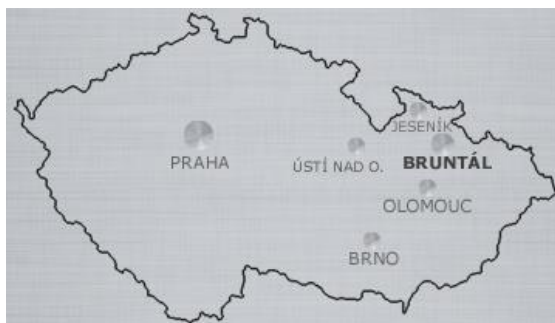 JESENÍK
PRAHA
ÚSTÍ NAD O.
BRUNTÁL
OLOMOUC
BRNO